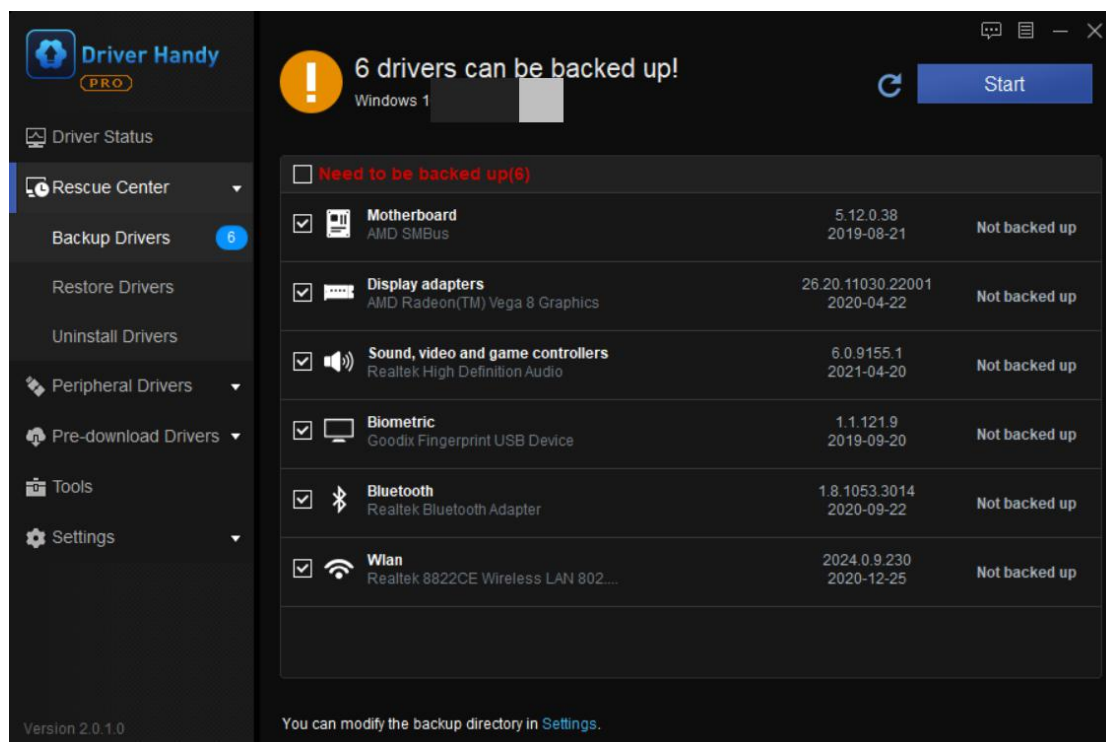 Driver Handy
PRO
Driver Status
Rescue Center
Backup Drivers 6
Restore Drivers
Uninstall Drivers
Peripheral Drivers
Pre-download Drivers
Tools
Settings
Version 2.0.1.0
6 drivers can be backed up!
Windows 1
Start
Need to be backed up(6)
Motherboard
AMD SMBus
5.12.0.38
2019-08-21
Not backed up
Display adapters
AMD Radeon(TM) Vega 8 Graphics
26.20.11030.22001
2020-04-22
Not backed up
Sound, video and game controllers
Realtek High Definition Audio
6.0.9155.1
2021-04-20
Not backed up
Biometric
Goodix Fingerprint USB Device
1.1.121.9
2019-09-20
Not backed up
Bluetooth
Realtek Bluetooth Adapter
1.8.1053.3014
2020-09-22
Not backed up
Wlan
Realtek 8822CE Wireless LAN 802....
2024.0.9.230
2020-12-25
Not backed up
You can modify the backup directory in Settings.